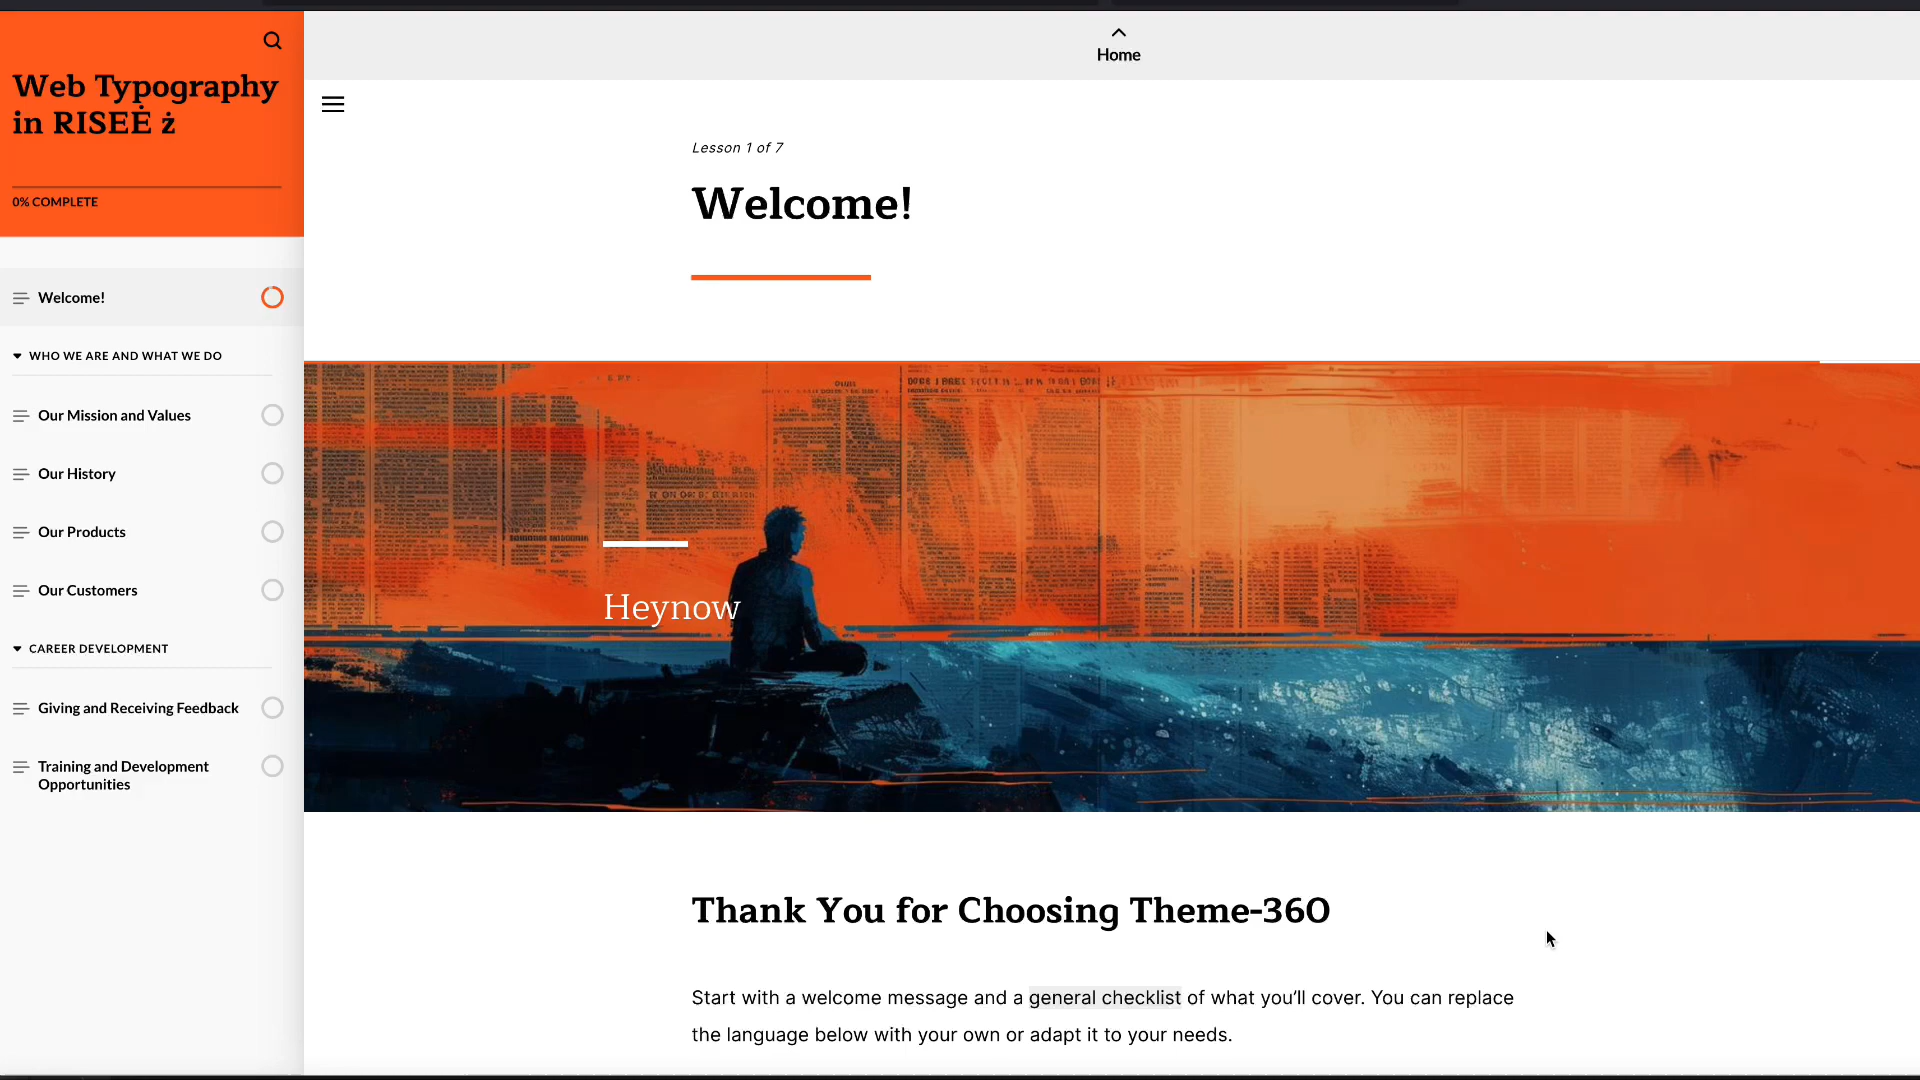 Web Typography
in RISEĖ ż
0% COMPLETE
Welcome!
WHO WE ARE AND WHAT WE DO
Our Mission and Values
Our History
Our Products
Our Customers
CAREER DEVELOPMENT
Giving and Receiving Feedback
Training and Development
Opportunities
Home
Lesson 1 of 7
Welcome!
Heynow
Thank You for Choosing Theme-360
Start with a welcome message and a general checklist of what you’ll cover. You can replace
the language below with your own or adapt it to your needs.